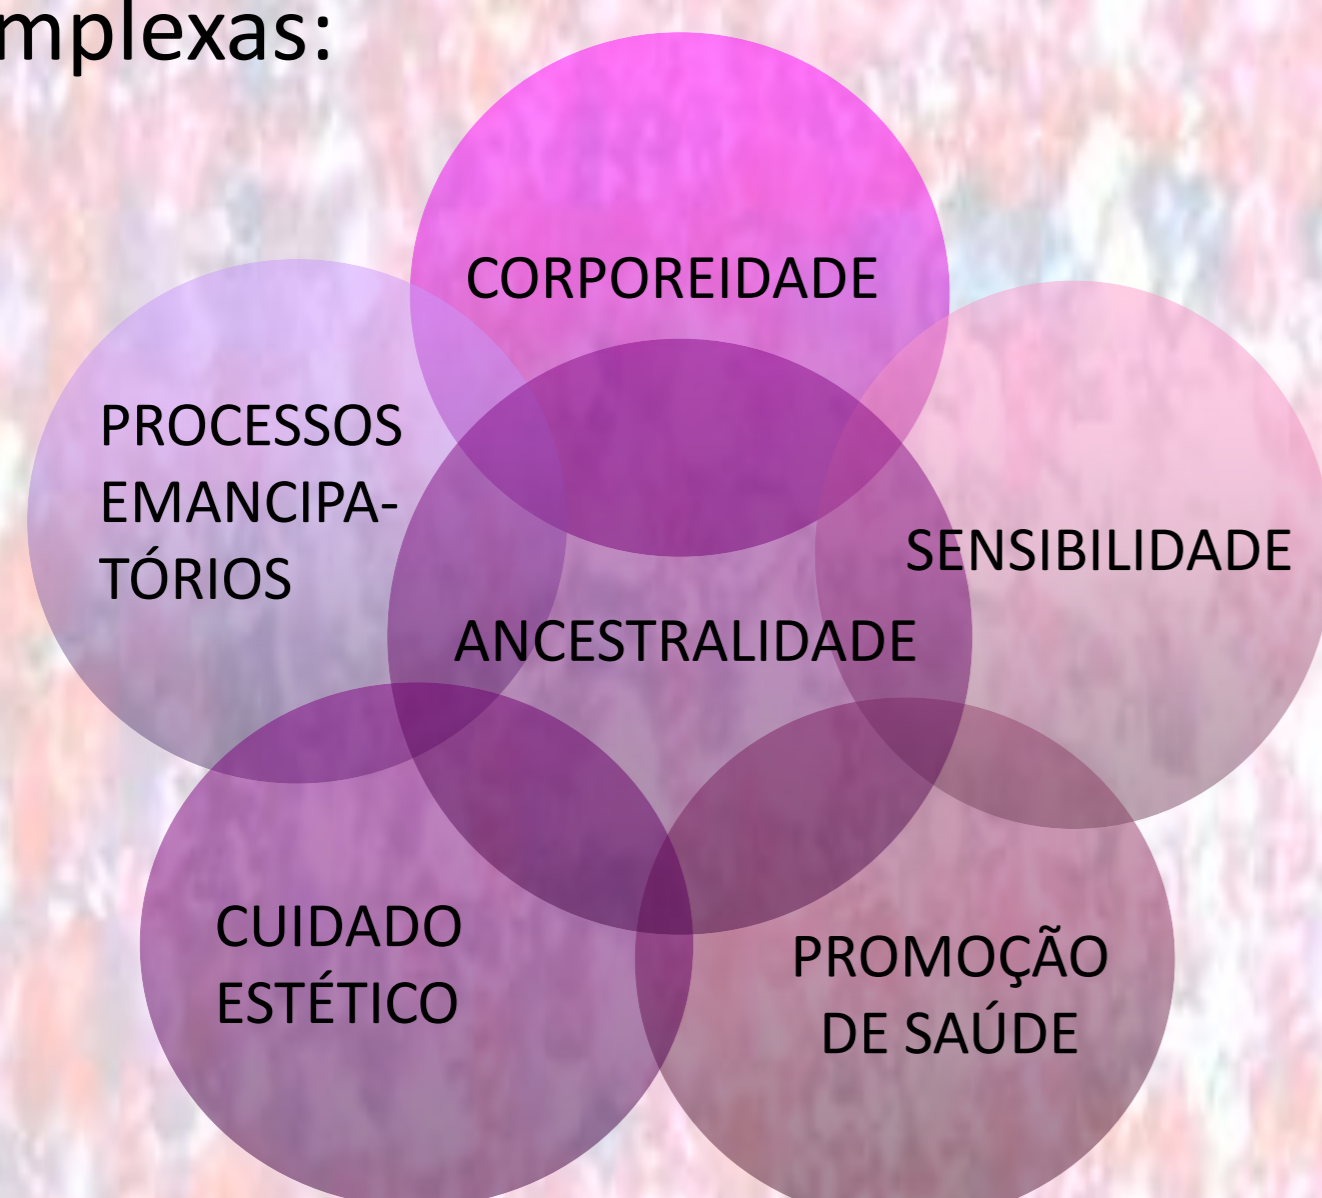 mplexas:
CORPOREIDADE
PROCESSOS
EMANCIPA-
TÓRIOS
SENSIBILIDADE
ANCESTRALIDADE
CUIDADO
ESTÉTICO
PROMOÇÃO
DE SAÚDE